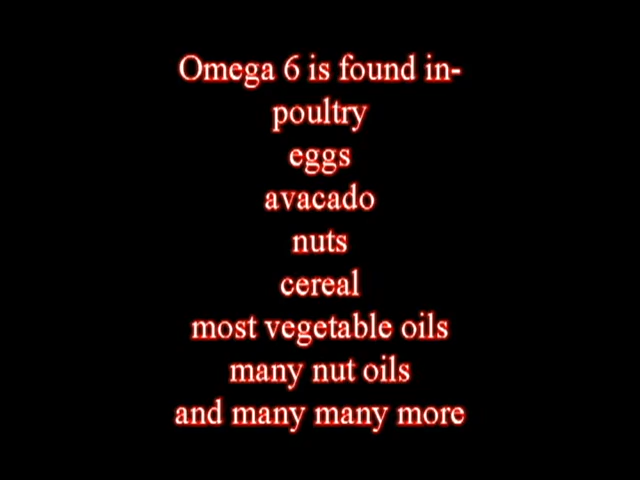 Omega 6 is found in-
poultry
eggs
avacado
nuts
cereal
most vegetable oils
many nut oils
and many many more